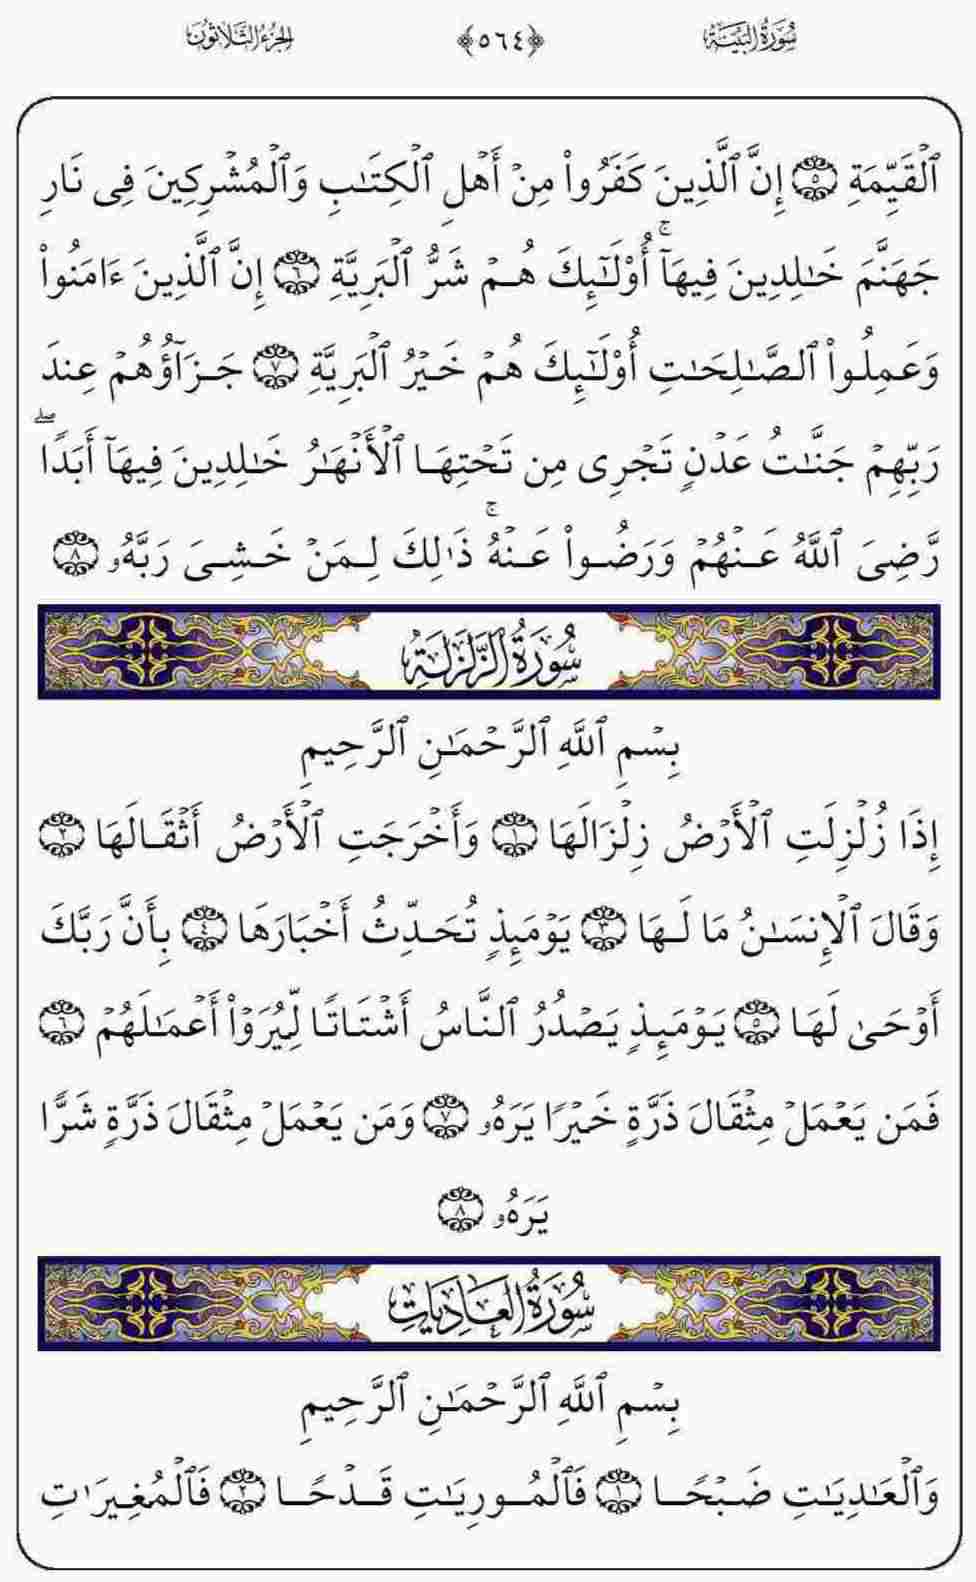 سُورَةُ البَيِّنَة ﴿٥٦٤﴾ الجُزءُ الثَّلَاثُونَ
ٱلۡقَيِّمَةِ ٥ إِنَّ ٱلَّذِينَ كَفَرُواْ مِنۡ أَهۡلِ ٱلۡكِتَٰبِ وَٱلۡمُشۡرِكِينَ فِى نَارِ
جَهَنَّمَ خَٰلِدِينَ فِيهَآۚ أُوْلَٰٓئِكَ هُمۡ شَرُّ ٱلۡبَرِيَّةِ ٦ إِنَّ ٱلَّذِينَ ءَامَنُواْ
وَعَمِلُواْ ٱلصَّٰلِحَٰتِ أُوْلَٰٓئِكَ هُمۡ خَيۡرُ ٱلۡبَرِيَّةِ ٧ جَزَآؤُهُمۡ عِندَ
رَبِّهِمۡ جَنَّٰتُ عَدۡنٖ تَجۡرِى مِن تَحۡتِهَا ٱلۡأَنۡهَٰرُ خَٰلِدِينَ فِيهَآ أَبَدٗاۖ
رَّضِىَ ٱللَّهُ عَنۡهُمۡ وَرَضُواْ عَنۡهُۚ ذَٰلِكَ لِمَنۡ خَشِىَ رَبَّهُۥ ٨
سُورَةُ الزَّلْزَلَةِ
بِسۡمِ ٱللَّهِ ٱلرَّحۡمَٰنِ ٱلرَّحِيمِ
إِذَا زُلۡزِلَتِ ٱلۡأَرۡضُ زِلۡزَالَهَا ١ وَأَخۡرَجَتِ ٱلۡأَرۡضُ أَثۡقَالَهَا ٢
وَقَالَ ٱلۡإِنسَٰنُ مَا لَهَا ٣ يَوۡمَئِذٖ تُحَدِّثُ أَخۡبَارَهَا ٤ بِأَنَّ رَبَّكَ
أَوۡحَىٰ لَهَا ٥ يَوۡمَئِذٖ يَصۡدُرُ ٱلنَّاسُ أَشۡتَاتٗا لِّيُرَوۡاْ أَعۡمَٰلَهُمۡ ٦
فَمَن يَعۡمَلۡ مِثۡقَالَ ذَرَّةٍ خَيۡرٗا يَرَهُۥ ٧ وَمَن يَعۡمَلۡ مِثۡقَالَ ذَرَّةٖ شَرّٗا
يَرَهُۥ ٨
سُورَةُ العَادِيَاتِ
بِسۡمِ ٱللَّهِ ٱلرَّحۡمَٰنِ ٱلرَّحِيمِ
وَٱلۡعَٰدِيَٰتِ ضَبۡحٗا ١ فَٱلۡمُورِيَٰتِ قَدۡحٗا ٢ فَٱلۡمُغِيرَٰتِ